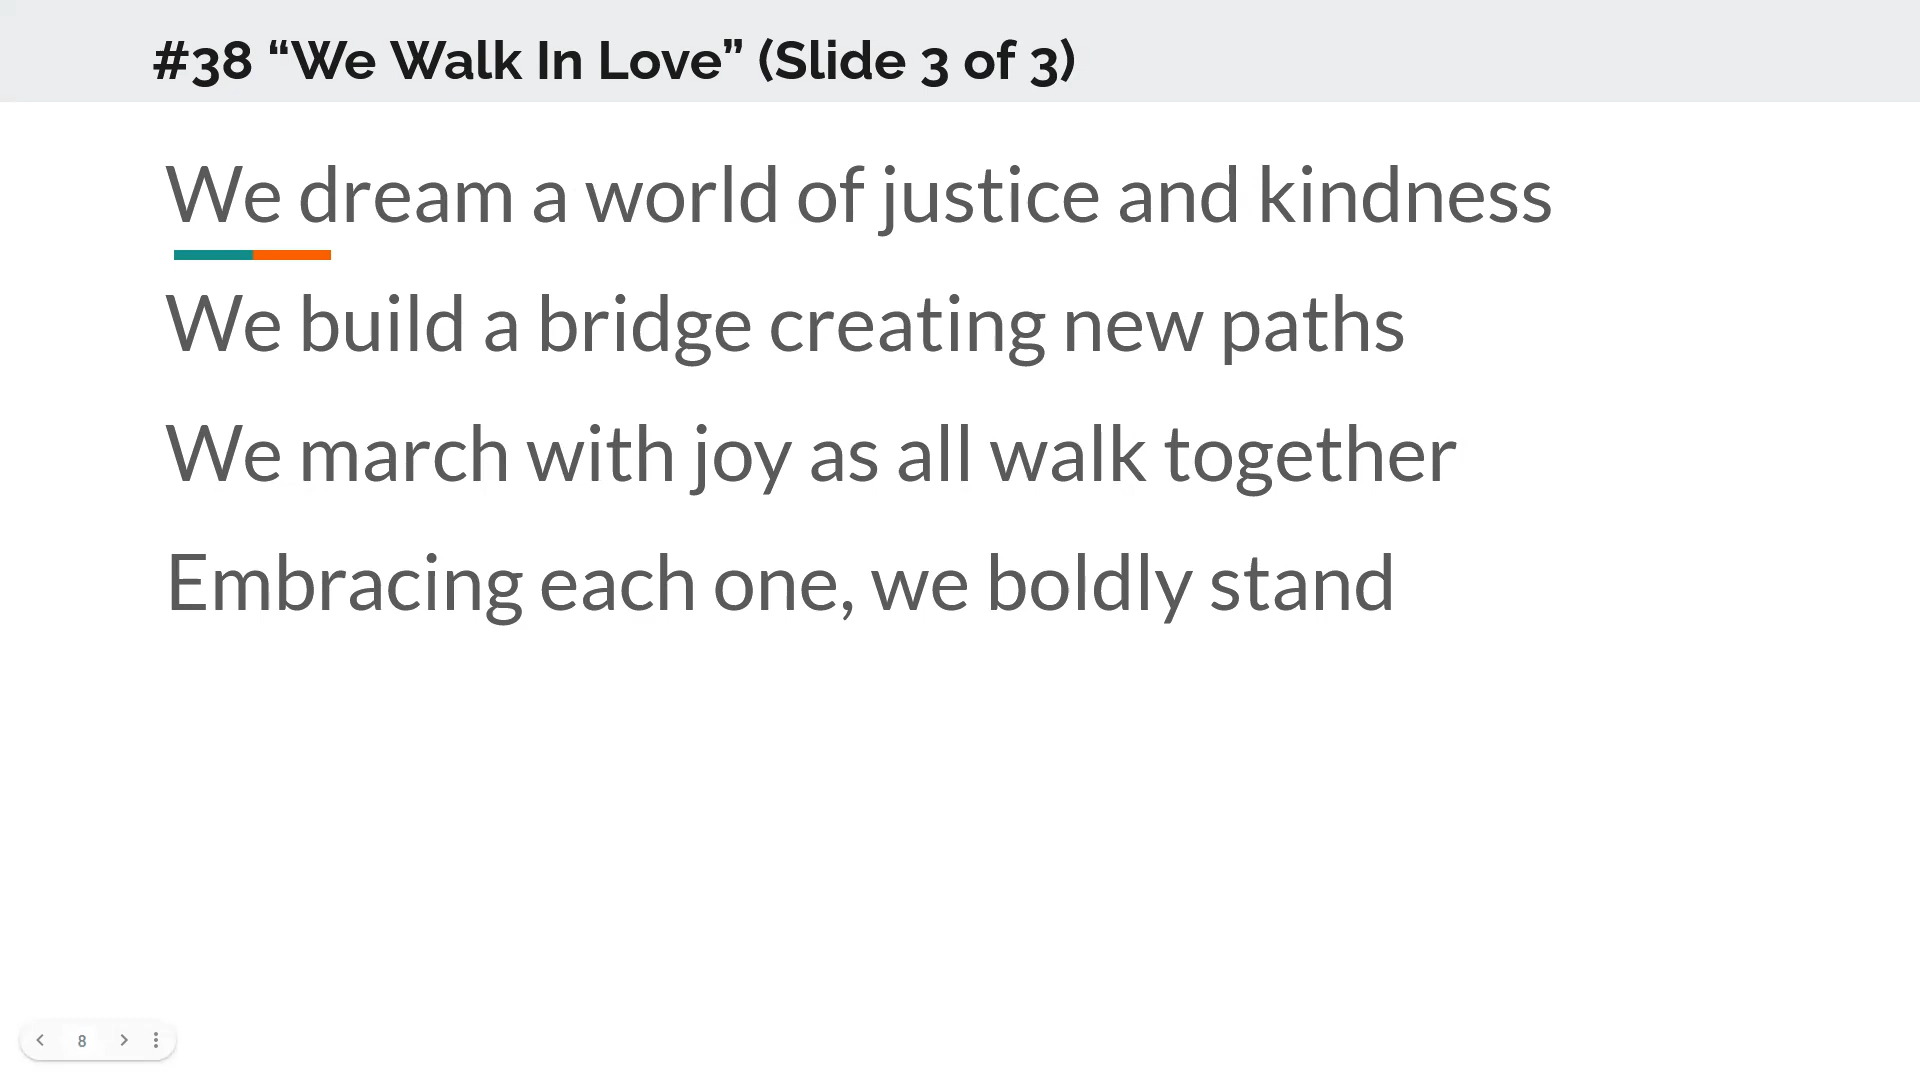 #38 “We Walk In Love” (Slide 3 of 3)
We dream a world of justice and kindness
We build a bridge creating new paths
We march with joy as all walk together
Embracing each one, we boldly stand
8